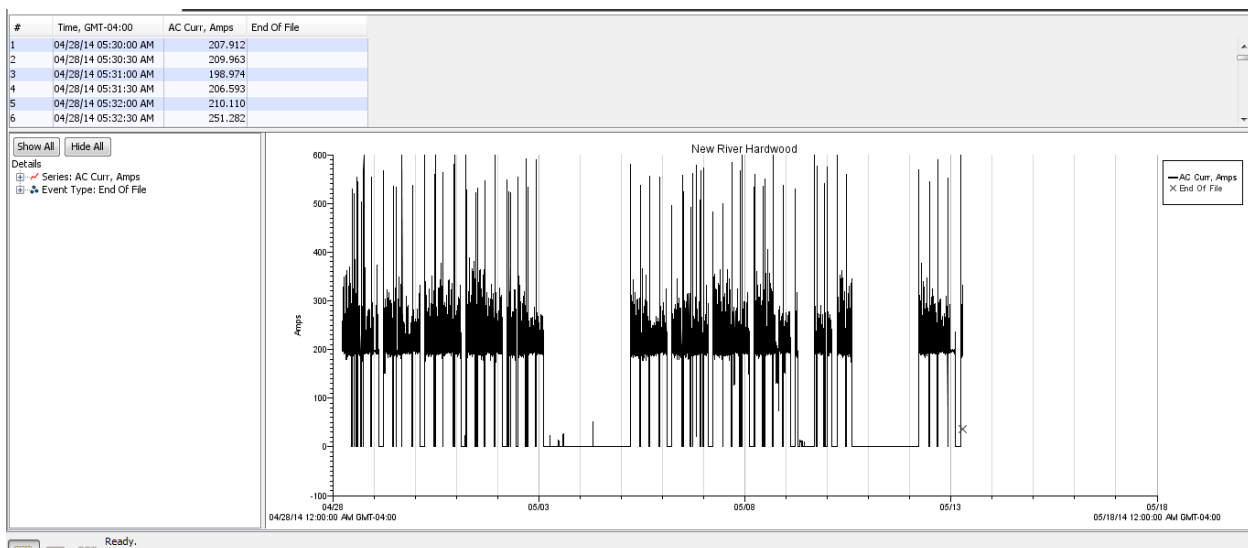 # Time, GMT-04:00 AC Curr, Amps End Of File
1 04/28/14 05:30:00 AM 207.912
2 04/28/14 05:30:30 AM 209.963
3 04/28/14 05:31:00 AM 198.974
4 04/28/14 05:31:30 AM 206.593
5 04/28/14 05:32:00 AM 210.110
6 04/28/14 05:32:30 AM 251.282
Show All Hide All
Details
Series: AC Curr, Amps
Event Type: End Of File
New River Hardwood
600
500
400
300
200
100
0
-100
Amps
AC Curr, Amps
End Of File
04/28 05/03 05/08 05/13 05/18
04/28/14 12:00:00 AM GMT-04:00 05/18/14 12:00:00 AM GMT-04:00
Ready.